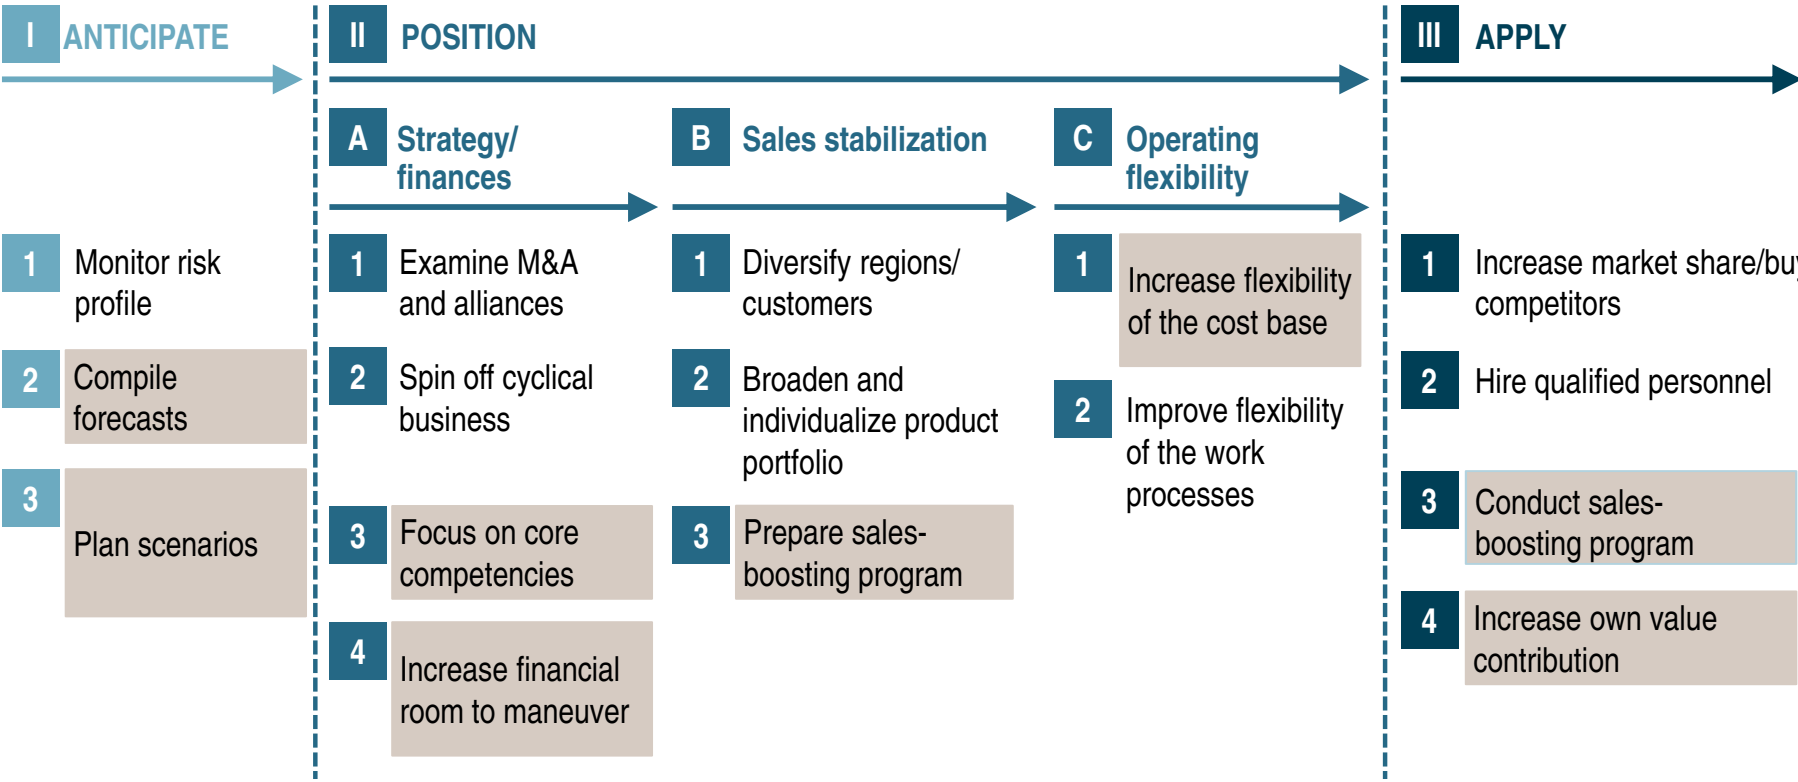 I ANTICIPATE
II POSITION
III APPLY
A Strategy/
finances
B Sales stabilization
C Operating
flexibility
1 Monitor risk
profile
2 Compile
forecasts
3 Plan scenarios
1 Examine M&A
and alliances
2 Spin off cyclical
business
3 Focus on core
competencies
4 Increase financial
room to maneuver
1 Diversify regions/
customers
2 Broaden and
individualize product
portfolio
3 Prepare sales-
boosting program
1 Increase flexibility
of the cost base
2 Improve flexibility
of the work
processes
1 Increase market share/buy
competitors
2 Hire qualified personnel
3 Conduct sales-
boosting program
4 Increase own value
contribution